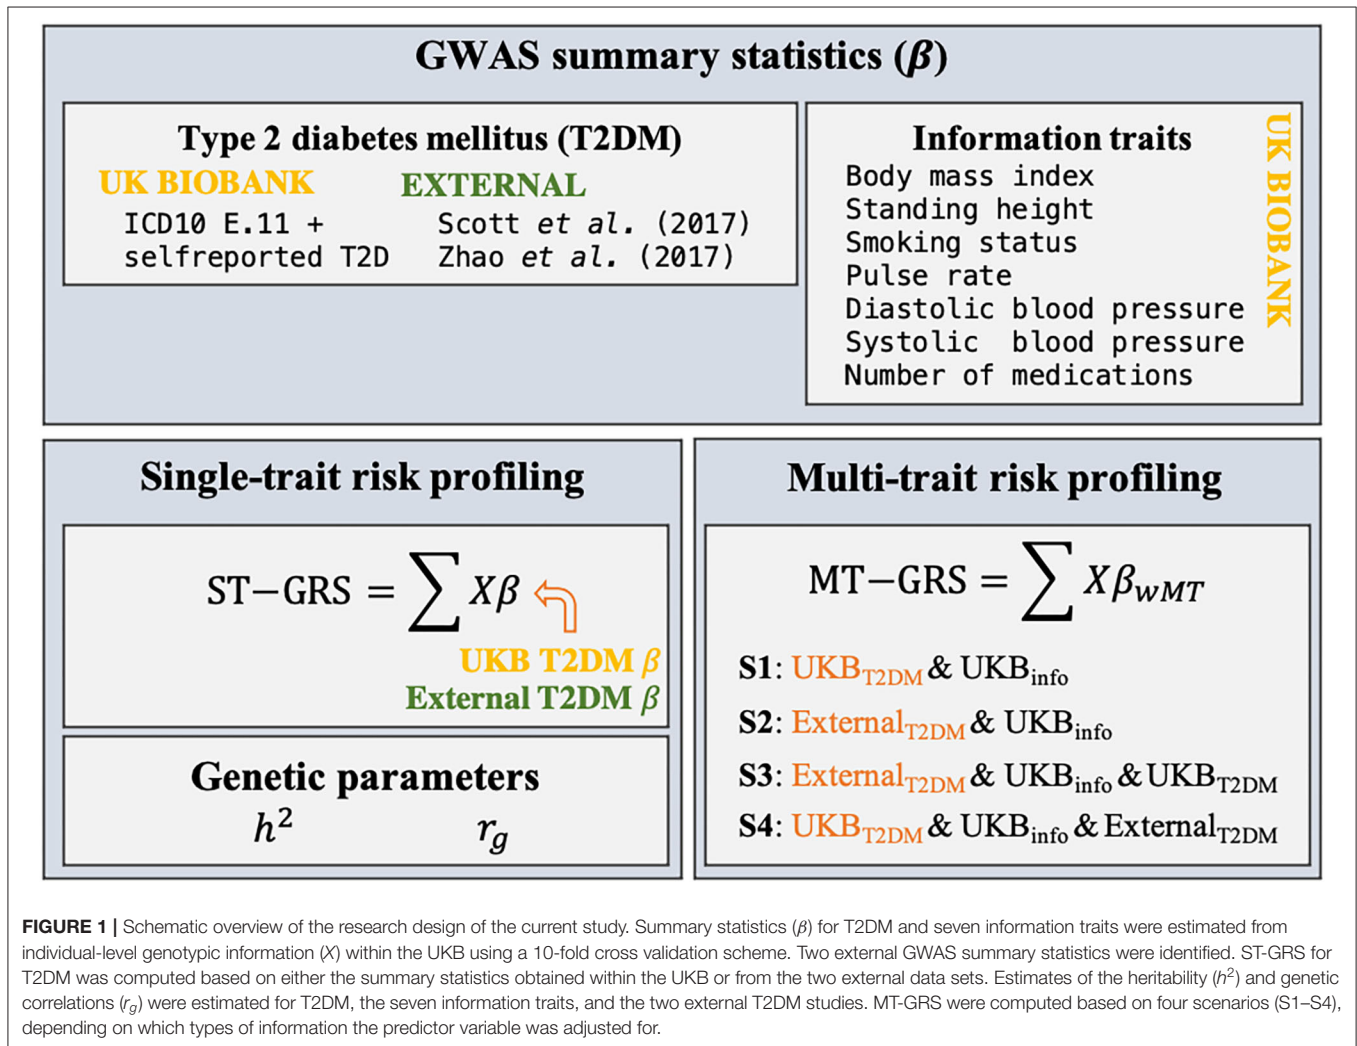 GWAS summary statistics (β)
Type 2 diabetes mellitus (T2DM)
UK BIOBANK
ICD10 E.11 +
selfreported T2D
EXTERNAL
Scott et al. (2017)
Zhao et al. (2017)
Information traits
Body mass index
Standing height
Smoking status
Pulse rate
Diastolic blood pressure
Systolic blood pressure
Number of medications
UK BIOBANK
Single-trait risk profiling
ST−GRS = ∑ Xβ
UKB T2DM β
External T2DM β
Genetic parameters
h² r_g
Multi-trait risk profiling
MT−GRS = ∑ Xβ_wMT
S1: UKB_T2DM & UKB_info
S2: External_T2DM & UKB_info
S3: External_T2DM & UKB_info & UKB_T2DM
S4: UKB_T2DM & UKB_info & External_T2DM
FIGURE 1 | Schematic overview of the research design of the current study. Summary statistics (β) for T2DM and seven information traits were estimated from
individual-level genotypic information (X) within the UKB using a 10-fold cross validation scheme. Two external GWAS summary statistics were identified. ST-GRS for
T2DM was computed based on either the summary statistics obtained within the UKB or from the two external data sets. Estimates of the heritability (h²) and genetic
correlations (r_g) were estimated for T2DM, the seven information traits, and the two external T2DM studies. MT-GRS were computed based on four scenarios (S1–S4),
depending on which types of information the predictor variable was adjusted for.